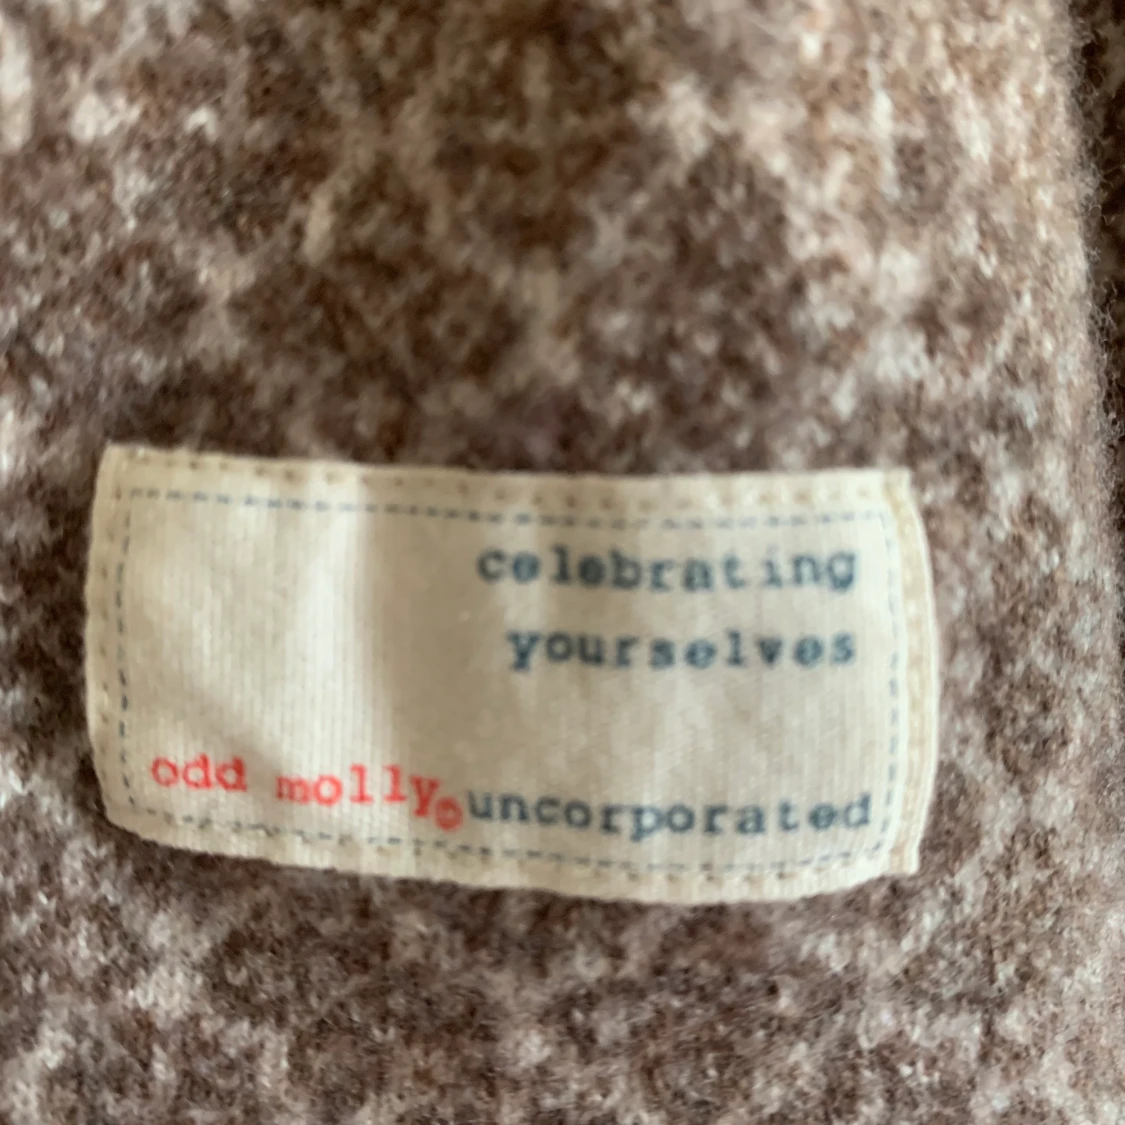 celebrating
yourselves
odd molly® uncorporated